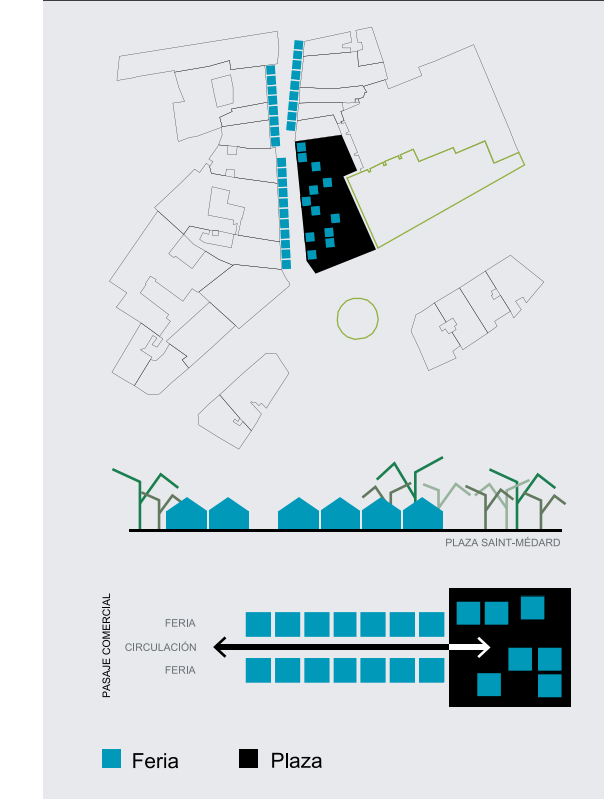 PLAZA SAINT-MÉDARD
PASAJE COMERCIAL
FERIA
CIRCULACIÓN
FERIA
Feria
Plaza